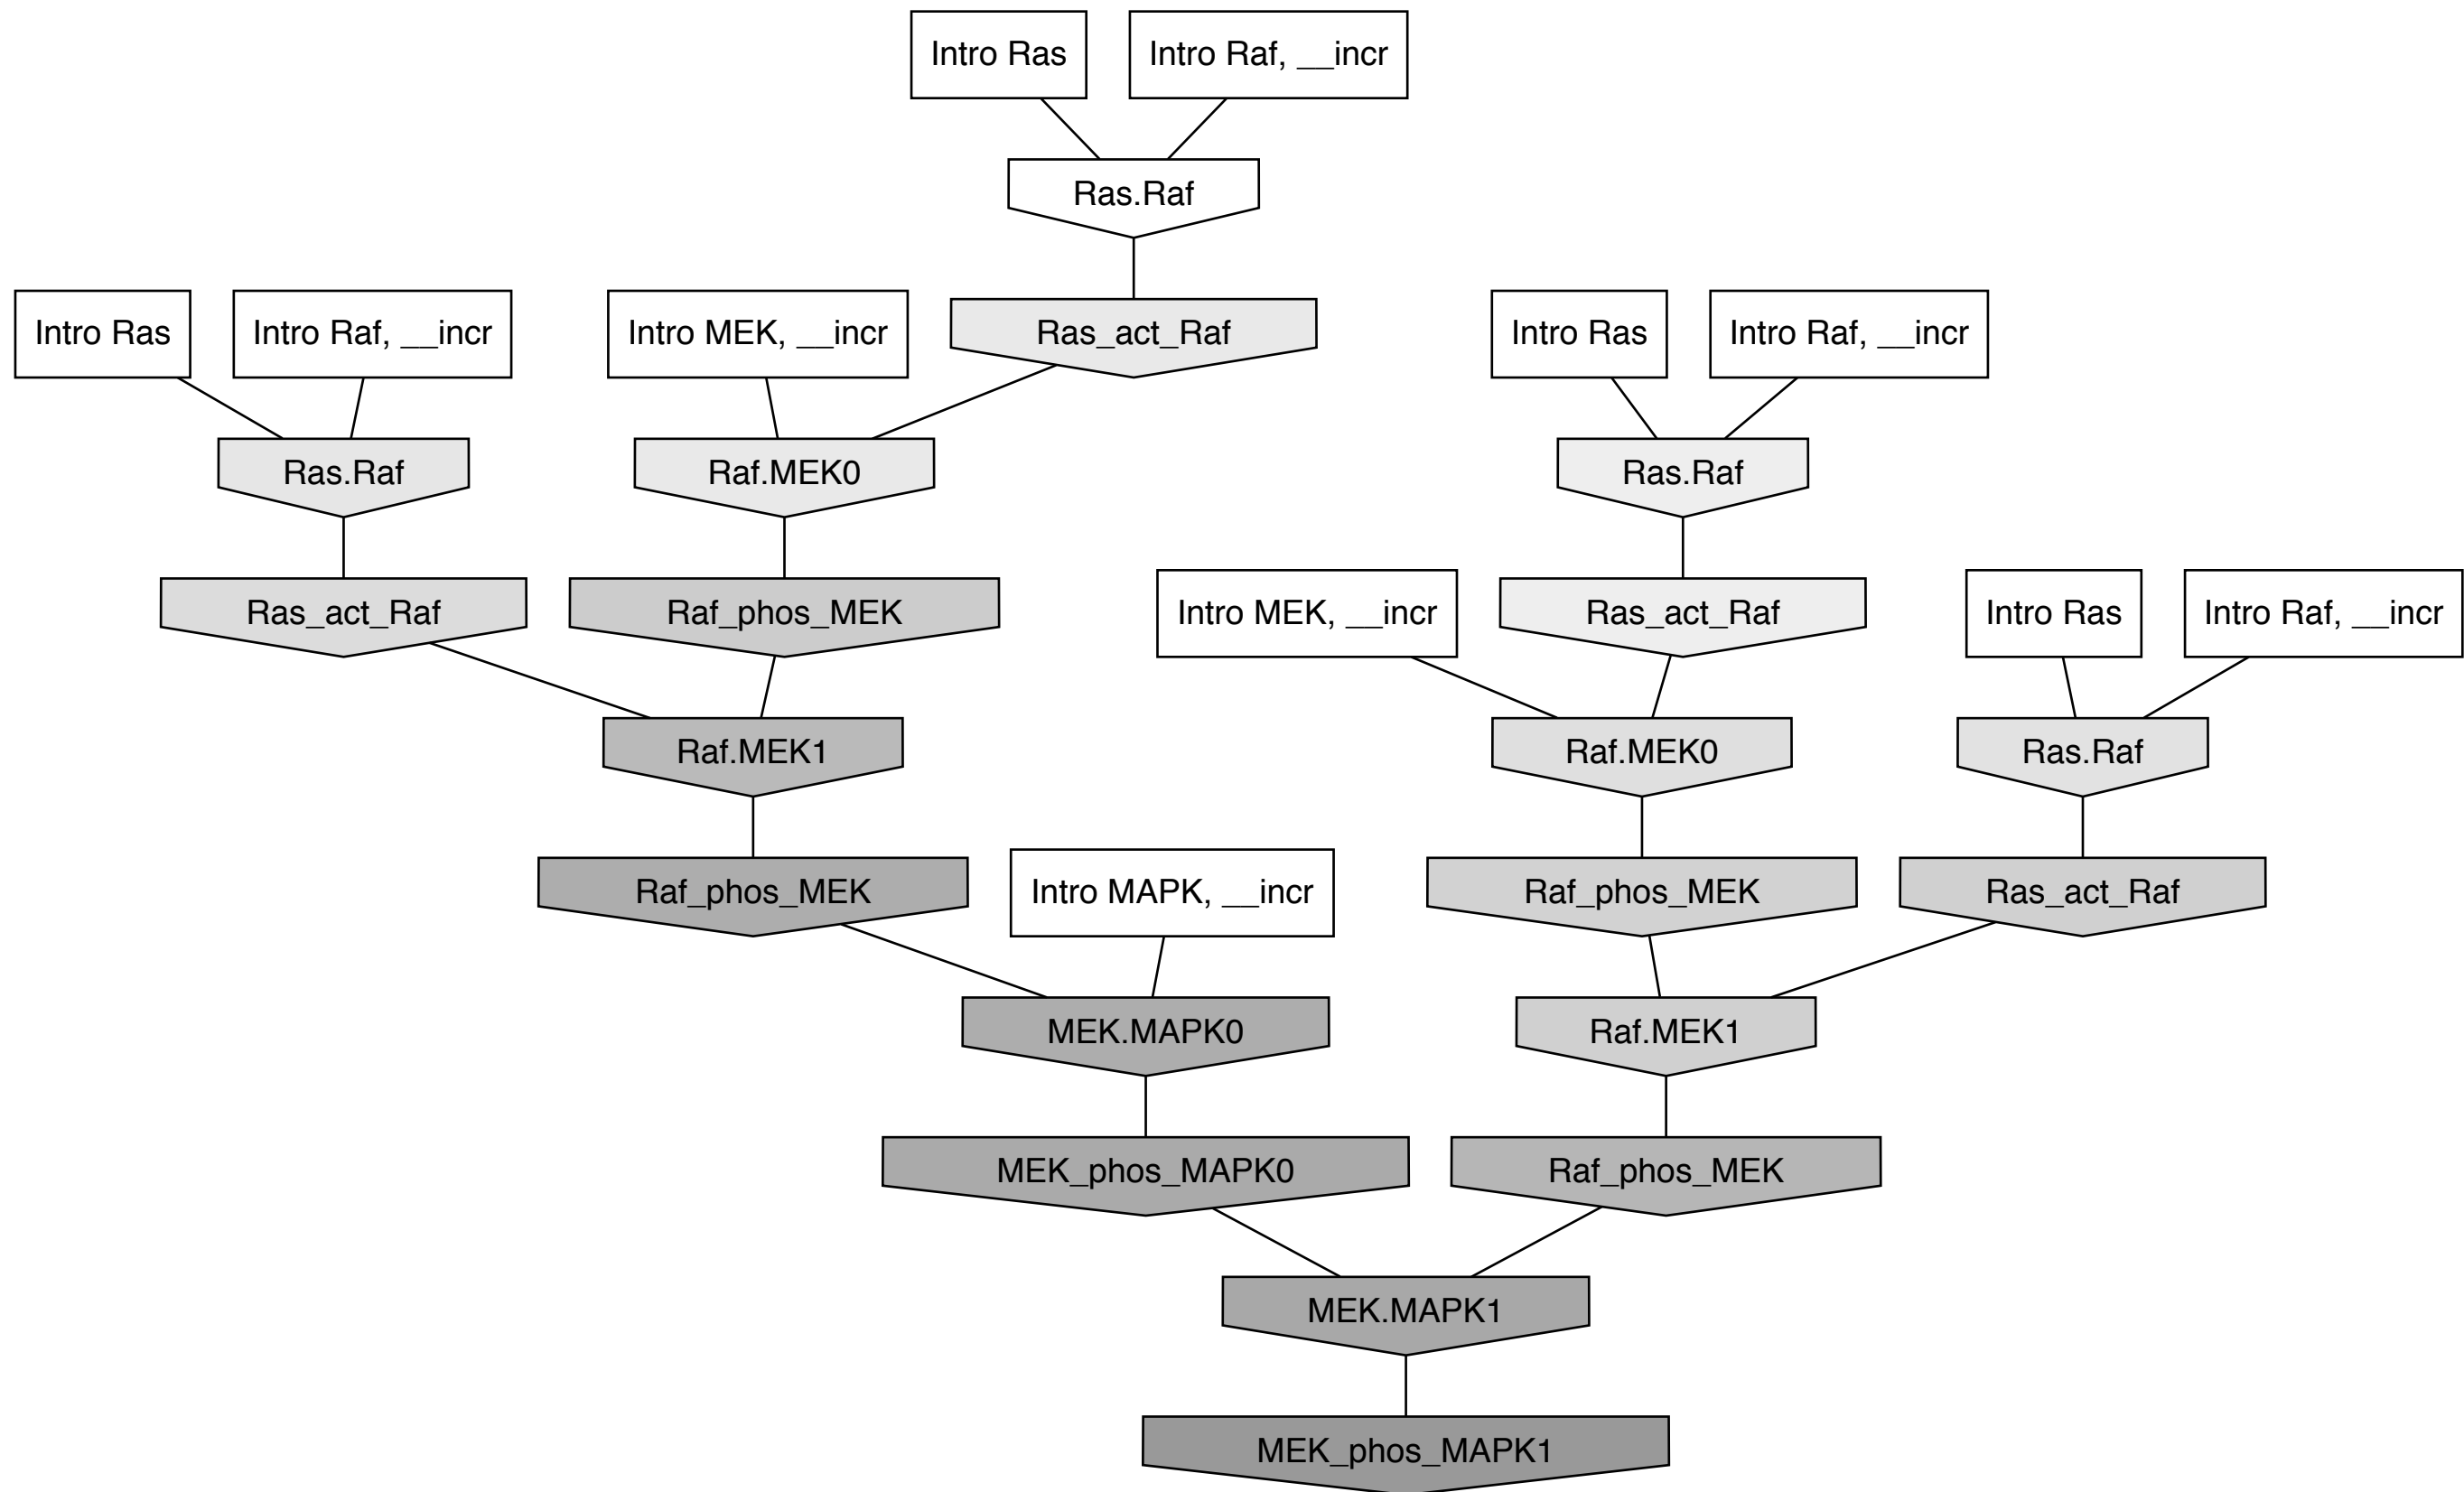 Intro Ras
Intro Raf, __incr
Ras.Raf
Intro Ras
Intro Raf, __incr
Intro MEK, __incr
Ras_act_Raf
Intro Ras
Intro Raf, __incr
Ras.Raf
Raf.MEK0
Ras.Raf
Ras_act_Raf
Raf_phos_MEK
Intro MEK, __incr
Ras_act_Raf
Intro Ras
Intro Raf, __incr
Raf.MEK1
Raf.MEK0
Ras.Raf
Raf_phos_MEK
Intro MAPK, __incr
Raf_phos_MEK
Ras_act_Raf
MEK.MAPK0
Raf.MEK1
MEK_phos_MAPK0
Raf_phos_MEK
MEK.MAPK1
MEK_phos_MAPK1